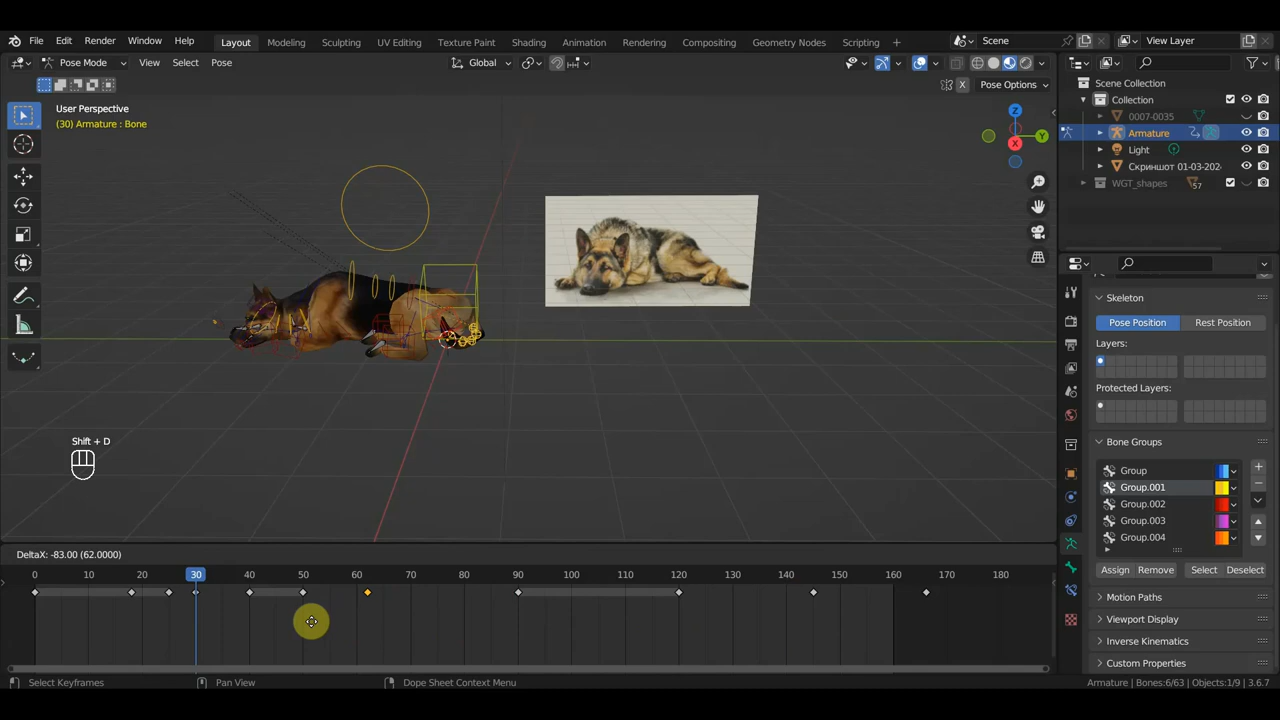 File Edit Render Window Help Layout Modeling Sculpting UV Editing Texture Paint Shading Animation Rendering Compositing Geometry Nodes Scripting + Scene View Layer
Pose Mode View Select Pose Global
X Pose Options
User Perspective
(30) Armature : Bone
Z
Y
X
Scene Collection
Collection
0007-0035
Armature
Light
Скриншот 01-03-202
WGT_shapes 57
Skeleton
Pose Position Rest Position
Layers:
Protected Layers:
Bone Groups
Group
Group.001
Group.002
Group.003
Group.004
Assign Remove Select Deselect
Motion Paths
Viewport Display
Inverse Kinematics
Custom Properties
Shift + D
DeltaX: -83.00 (62.0000)
0 10 20 30 40 50 60 70 80 90 100 110 120 130 140 150 160 170 180
Select Keyframes Pan View Dope Sheet Context Menu Armature | Bones:6/63 | Objects:1/9 | 3.6.7